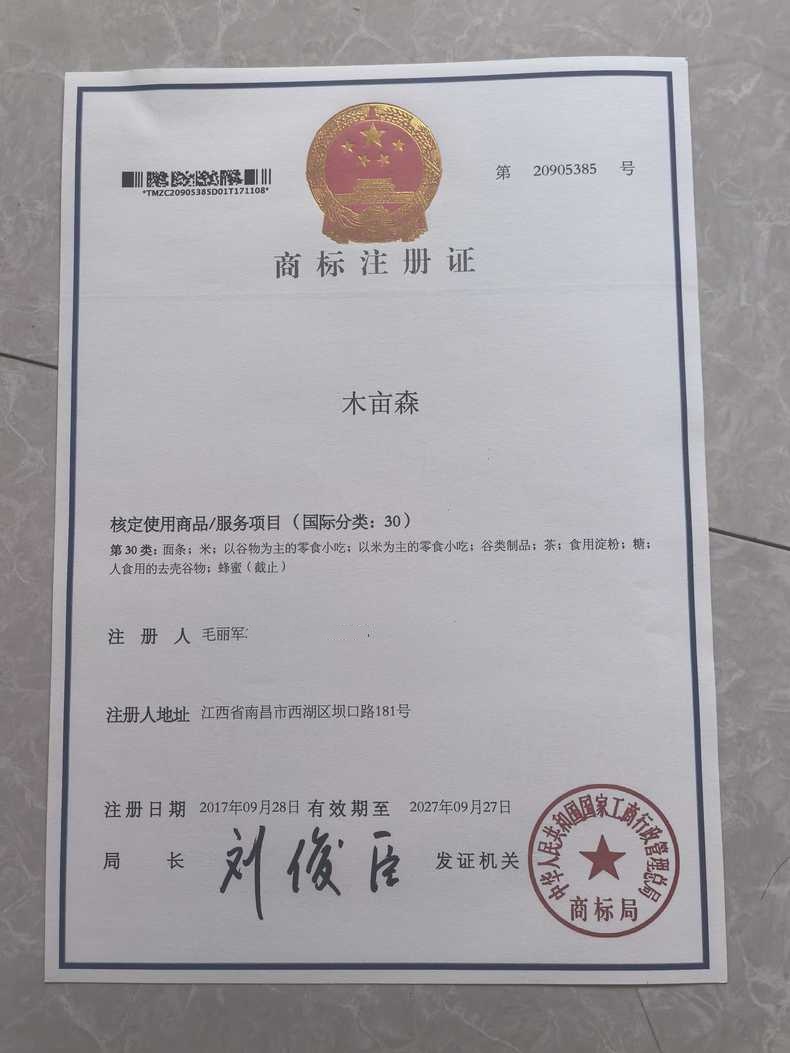 *TMZC20905385D01T171108*
第 20905385 号
商标注册证
木亩森
核定使用商品/服务项目（国际分类：30）
第30类：面条；米；以谷物为主的零食小吃；以米为主的零食小吃；谷类制品；茶；食用淀粉；糖；
人食用的去壳谷物；蜂蜜（截止）
注册人 毛丽军
注册人地址 江西省南昌市西湖区坝口路181号
注册日期 2017年09月28日 有效期至 2027年09月27日
局长 刘俊臣 发证机关
中华人民共和国国家工商行政管理总局
商标局